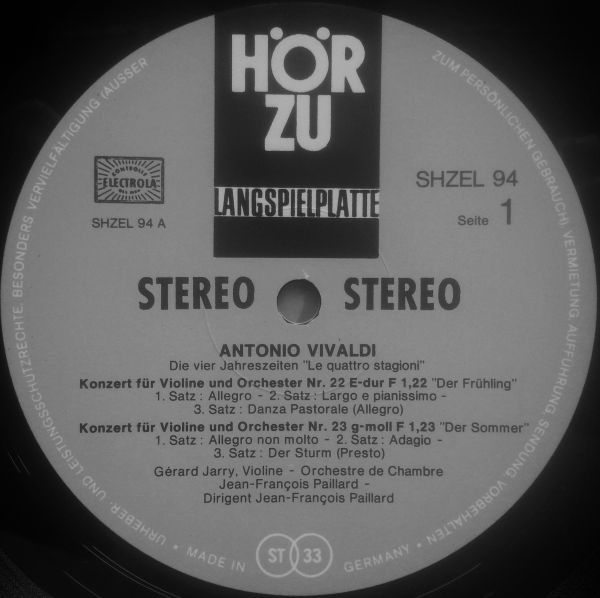 HÖR
ZU
LANGSPIELPLATTE
ELECTROLA
SHZEL 94 A
SHZEL 94
Seite 1
STEREO STEREO
ANTONIO VIVALDI
Die vier Jahreszeiten "Le quattro stagioni"
Konzert für Violine und Orchester Nr. 22 E-dur F 1,22 "Der Frühling"
1. Satz : Allegro - 2. Satz : Largo e pianissimo -
3. Satz : Danza Pastorale (Allegro)
Konzert für Violine und Orchester Nr. 23 g-moll F 1,23 "Der Sommer"
1. Satz : Allegro non molto - 2. Satz : Adagio -
3. Satz : Der Sturm (Presto)
Gérard Jarry, Violine - Orchestre de Chambre
Jean-François Paillard -
Dirigent Jean-François Paillard
ST 33
URHEBER- UND LEISTUNGSSCHUTZRECHTE, BESONDERS VERVIELFÄLTIGUNG (AUSSER
ZUM PERSÖNLICHEN GEBRAUCH) VERMIETUNG, AUFFÜHRUNG, SENDUNG, VORBEHALTEN
• MADE IN GERMANY •